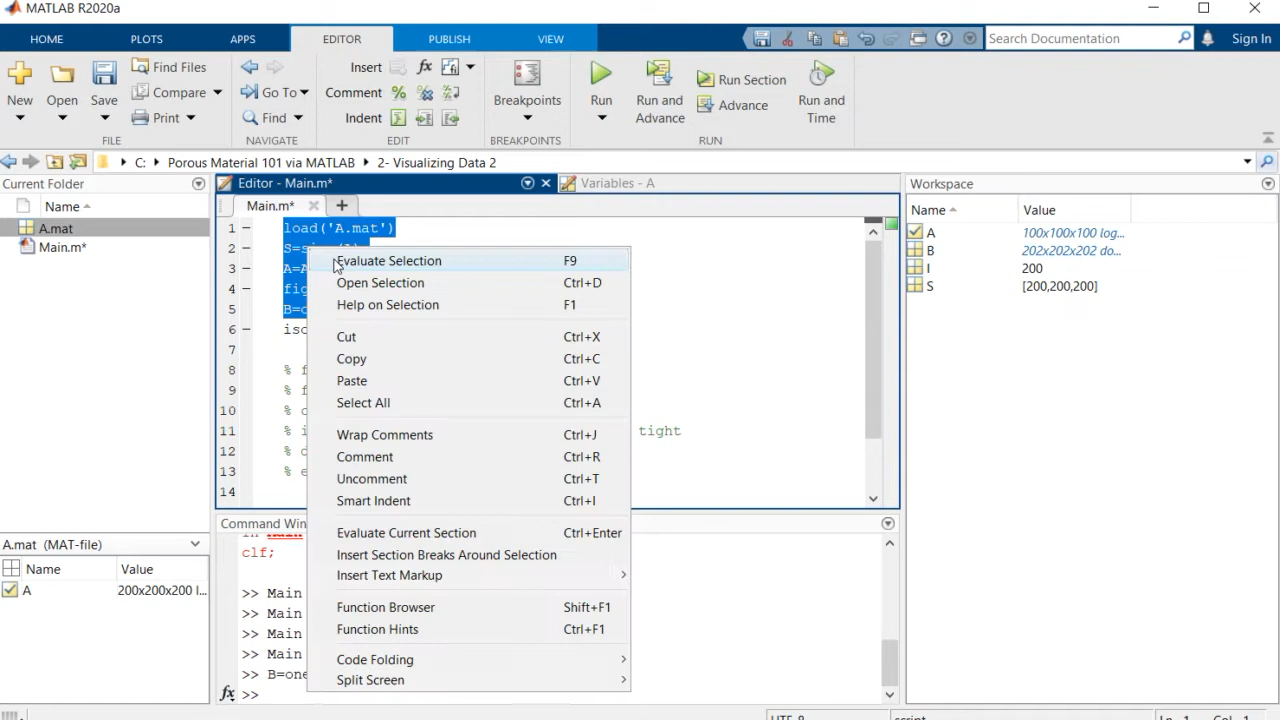 MATLAB R2020a
HOME PLOTS APPS EDITOR PUBLISH VIEW Search Documentation Sign In
Find Files Insert fx
New Open Save Compare Go To Comment Breakpoints Run Run and Advance Run Section Advance Run and Time
Print Find Indent
FILE NAVIGATE EDIT BREAKPOINTS RUN
C: Porous Material 101 via MATLAB 2- Visualizing Data 2
Current Folder
Name
A.mat
Main.m*
Editor - Main.m* Variables - A
Main.m* +
1 load('A.mat')
2
3
4
5
6
7
8 %
9 %
10 %
11 % tight
12 %
13 %
14
Evaluate Selection F9
Open Selection Ctrl+D
Help on Selection F1
Cut Ctrl+X
Copy Ctrl+C
Paste Ctrl+V
Select All Ctrl+A
Wrap Comments Ctrl+J
Comment Ctrl+R
Uncomment Ctrl+T
Smart Indent Ctrl+I
Evaluate Current Section Ctrl+Enter
Insert Section Breaks Around Selection
Insert Text Markup
Function Browser Shift+F1
Function Hints Ctrl+F1
Code Folding
Split Screen
Workspace
Name Value
A 100x100x100 log...
B 202x202x202 do...
I 200
S [200,200,200]
A.mat (MAT-file)
Name Value
A 200x200x200 l...
Command Win
clf;
>> Main
>> Main
>> Main
>> Main
>> B=one
fx >>